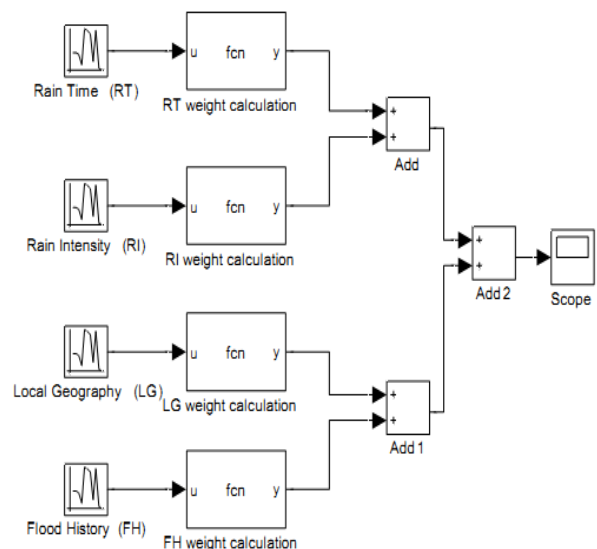 u fcn y
Rain Time (RT)
RT weight calculation
+
+
Add
u fcn y
Rain Intensity (RI)
RI weight calculation
+
+
Add 2
Scope
u fcn y
Local Geography (LG)
LG weight calculation
+
+
Add 1
u fcn y
Flood History (FH)
FH weight calculation